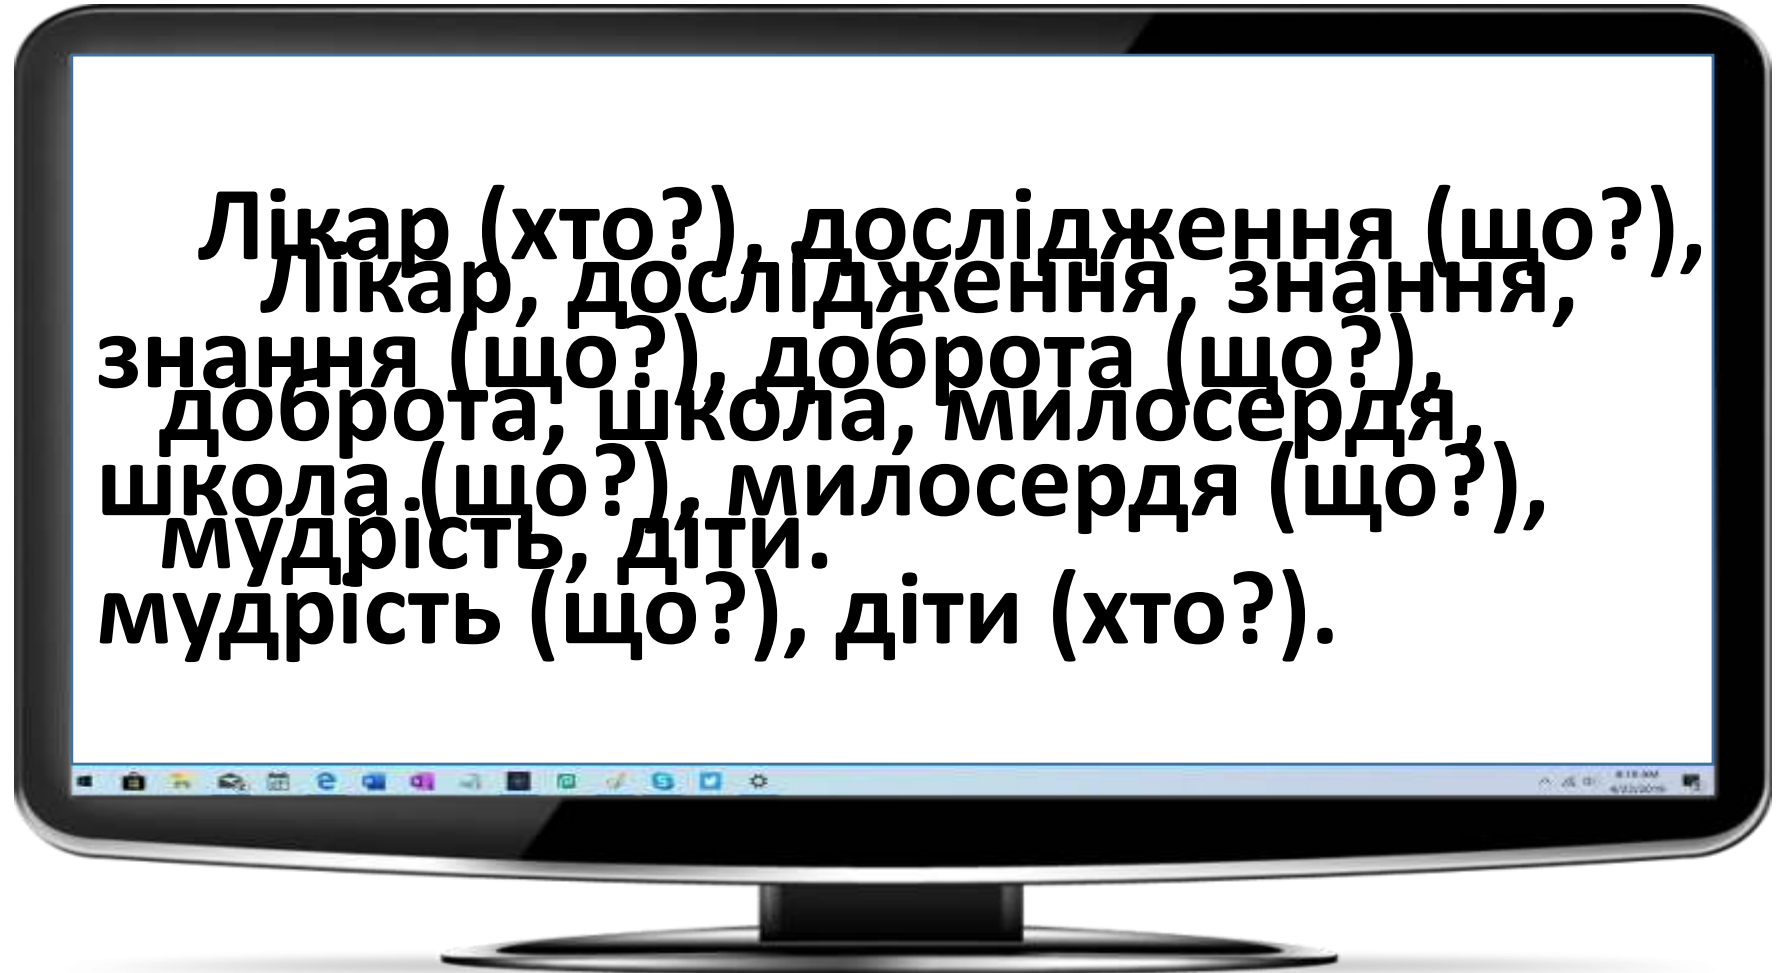 Лікар (хто?), дослідження (що?),
знання (що?), доброта (що?),
школа (що?), милосердя (що?),
мудрість (що?), діти (хто?).
Лікар, дослідження, знання,
доброта, школа, милосердя,
мудрість, діти.